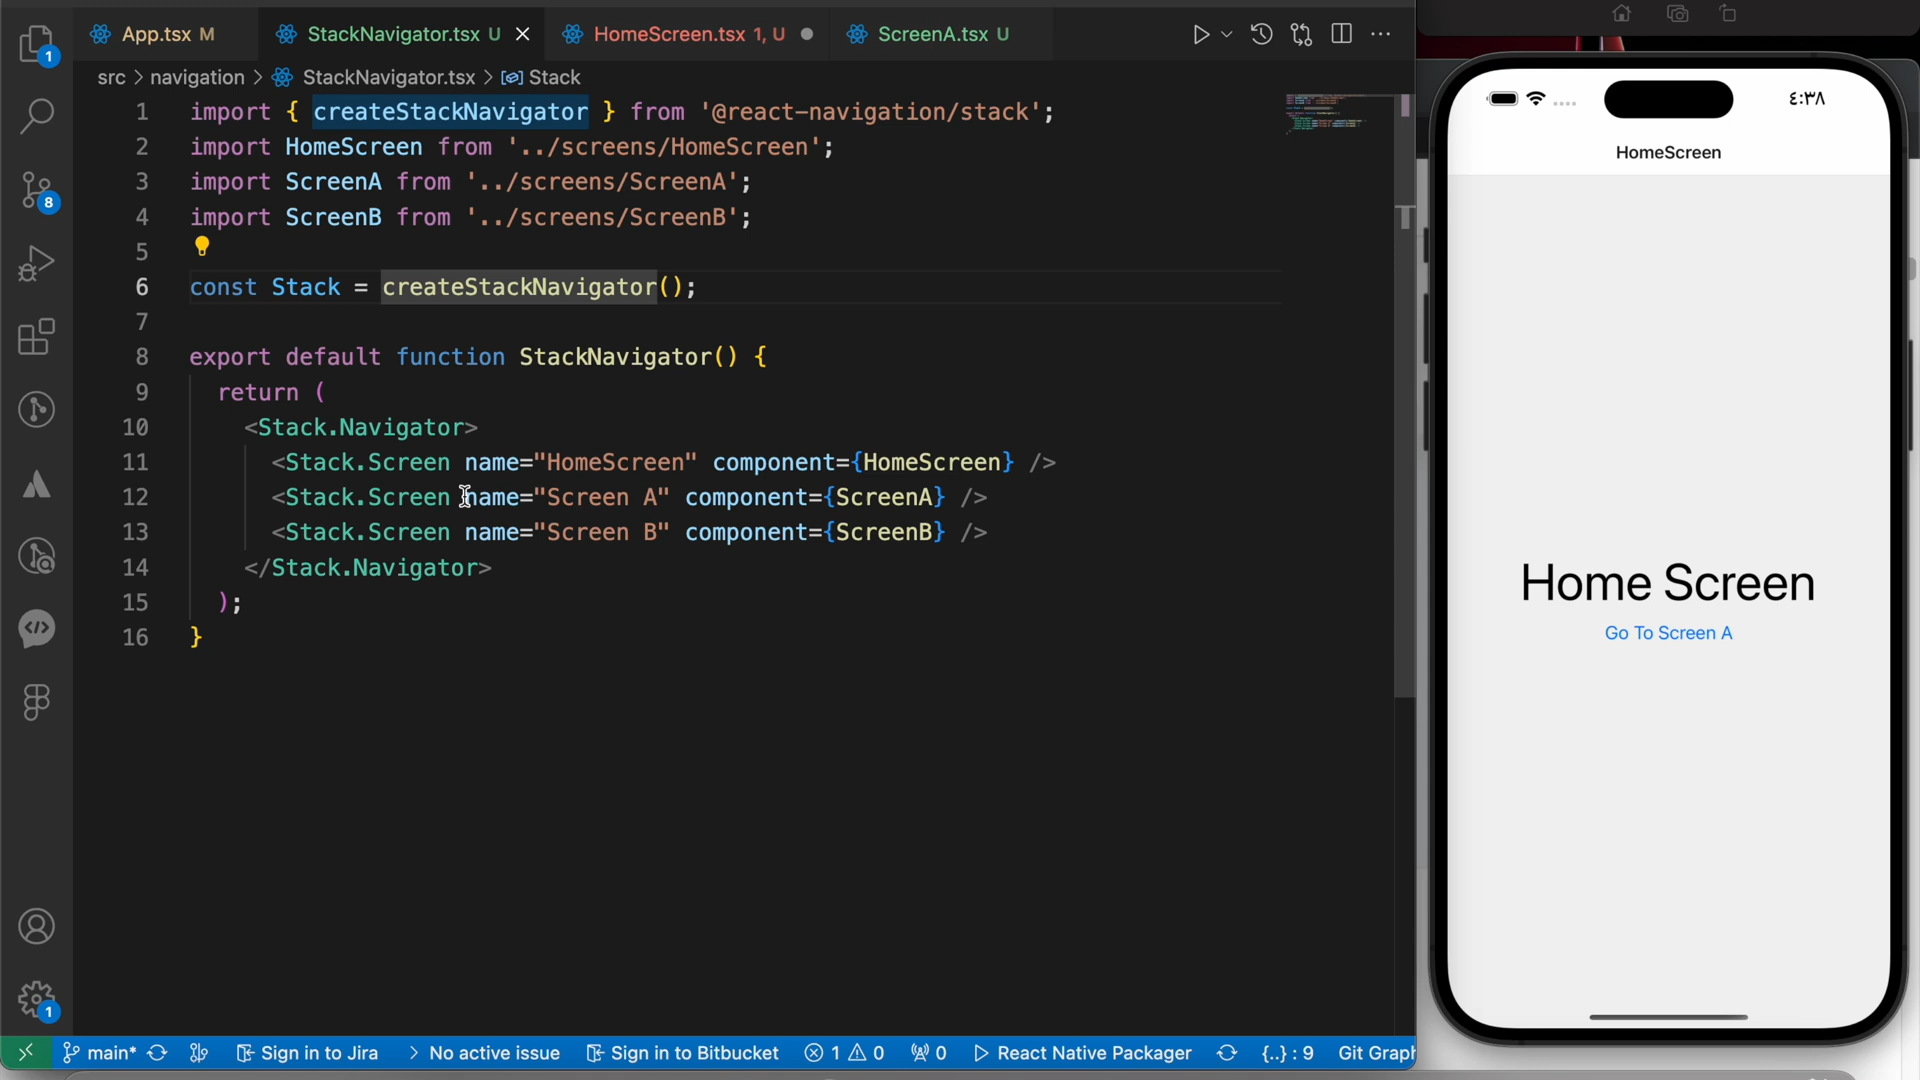 App.tsx M
StackNavigator.tsx U
HomeScreen.tsx 1, U
ScreenA.tsx U
src > navigation > StackNavigator.tsx > Stack
1 import { createStackNavigator } from '@react-navigation/stack';
2 import HomeScreen from '../screens/HomeScreen';
3 import ScreenA from '../screens/ScreenA';
4 import ScreenB from '../screens/ScreenB';
5
6 const Stack = createStackNavigator();
7
8 export default function StackNavigator() {
9 return (
10 <Stack.Navigator>
11 <Stack.Screen name="HomeScreen" component={HomeScreen} />
12 <Stack.Screen name="Screen A" component={ScreenA} />
13 <Stack.Screen name="Screen B" component={ScreenB} />
14 </Stack.Navigator>
15 );
16 }
1
8
1
main*
Sign in to Jira
No active issue
Sign in to Bitbucket
1 0
0
React Native Packager
{..} : 9
Git Graph
٤:٣٨
HomeScreen
Home Screen
Go To Screen A